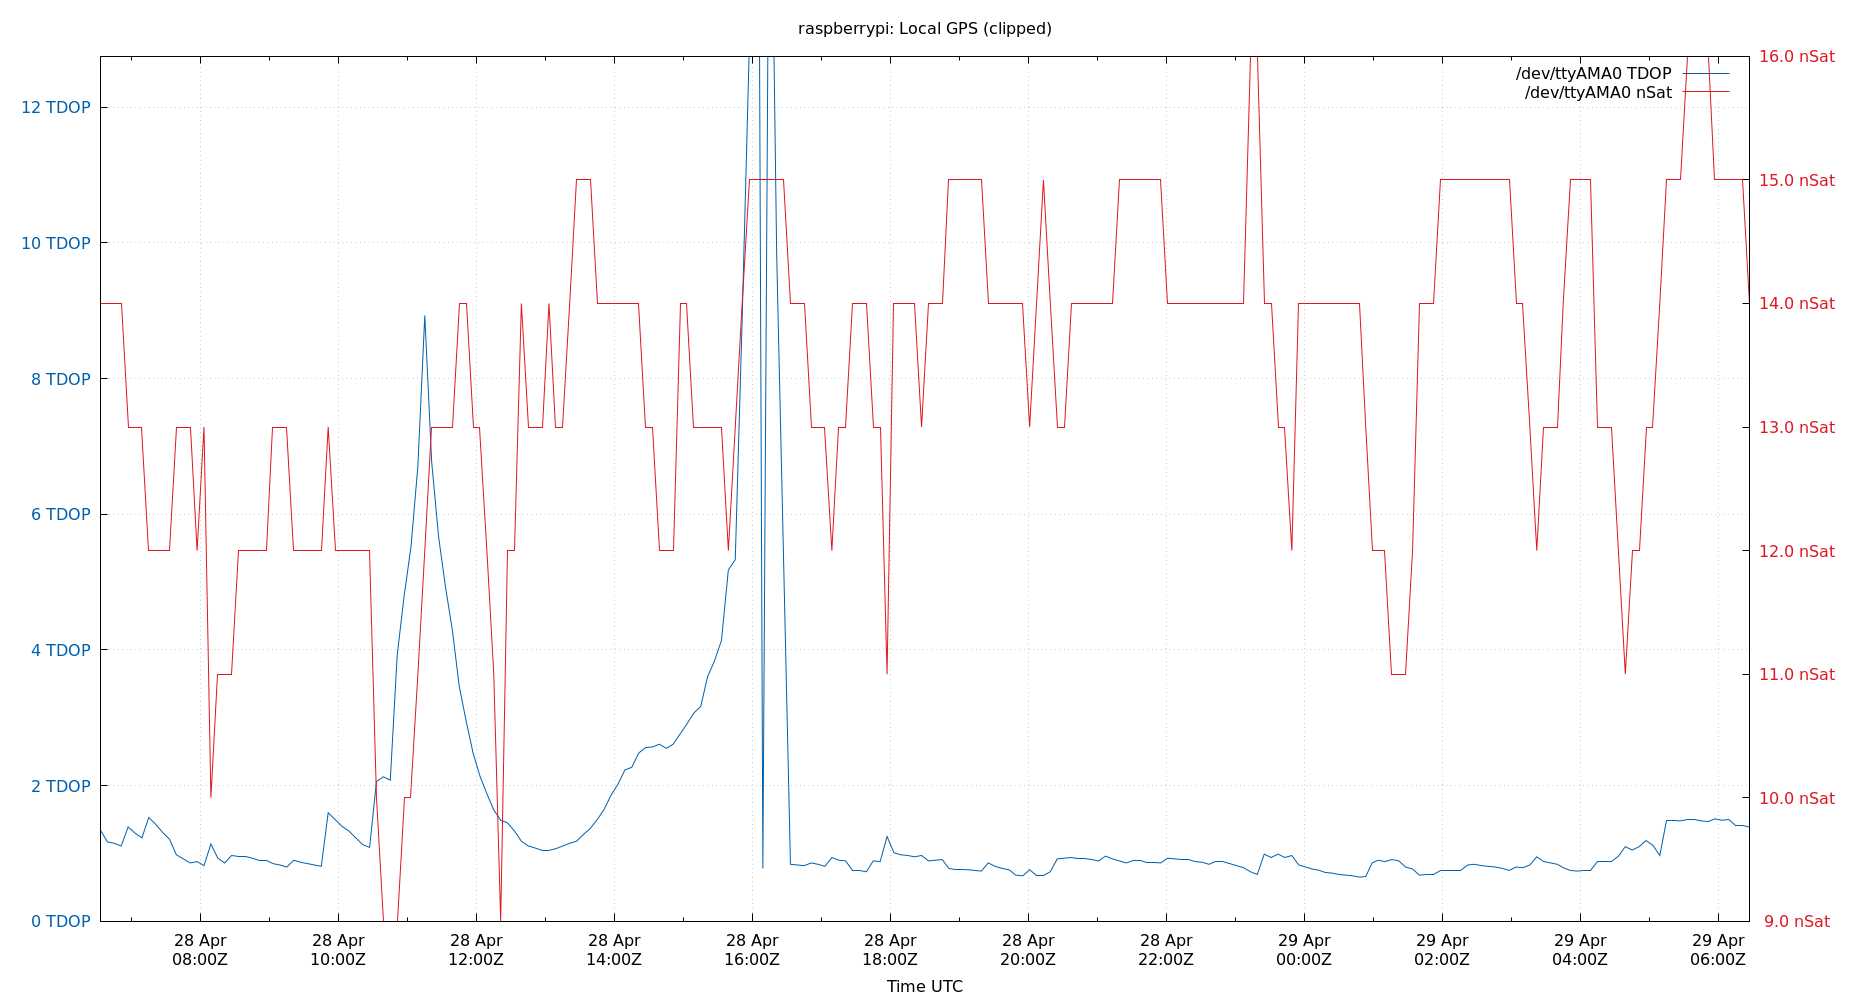 raspberrypi: Local GPS (clipped)
/dev/ttyAMA0 TDOP
/dev/ttyAMA0 nSat
12 TDOP
10 TDOP
8 TDOP
6 TDOP
4 TDOP
2 TDOP
0 TDOP
16.0 nSat
15.0 nSat
14.0 nSat
13.0 nSat
12.0 nSat
11.0 nSat
10.0 nSat
9.0 nSat
28 Apr
08:00Z
28 Apr
10:00Z
28 Apr
12:00Z
28 Apr
14:00Z
28 Apr
16:00Z
28 Apr
18:00Z
28 Apr
20:00Z
28 Apr
22:00Z
29 Apr
00:00Z
29 Apr
02:00Z
29 Apr
04:00Z
29 Apr
06:00Z
Time UTC